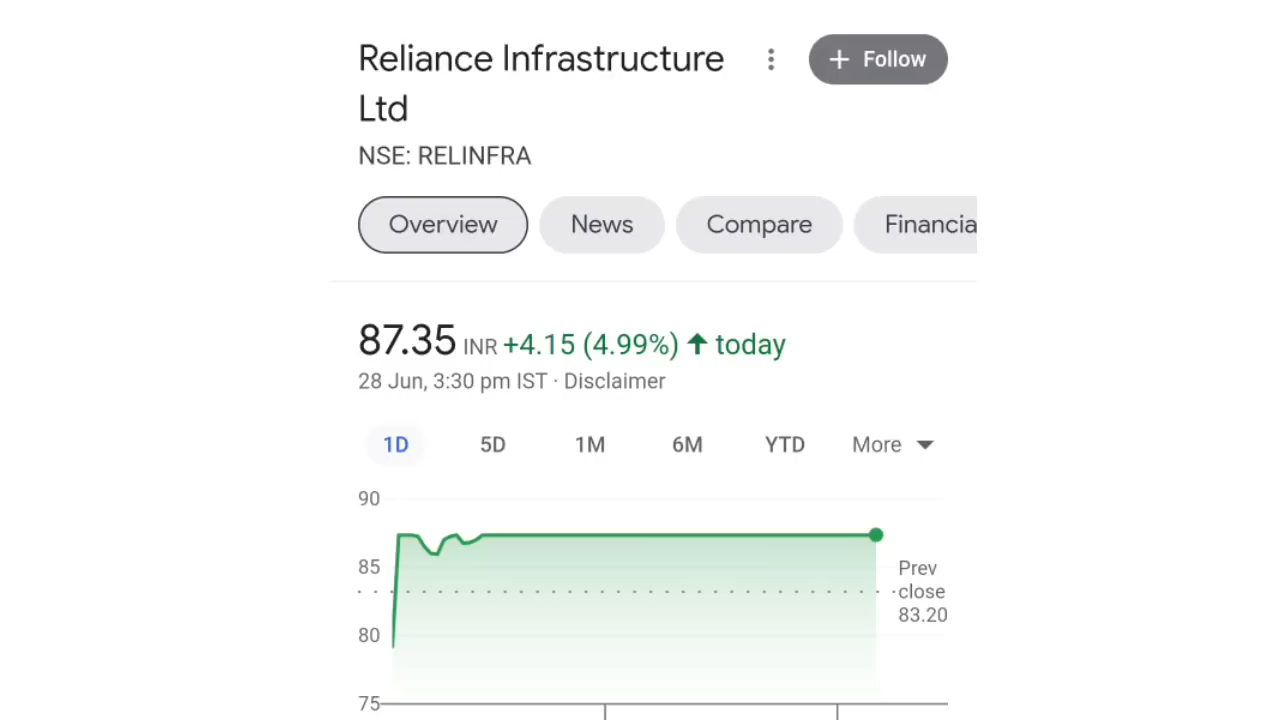 Reliance Infrastructure
Ltd
+ Follow
NSE: RELINFRA
Overview
News
Compare
Financia
87.35 INR +4.15 (4.99%) ↑ today
28 Jun, 3:30 pm IST · Disclaimer
1D
5D
1M
6M
YTD
More
90
85
80
75
Prev
close
83.20